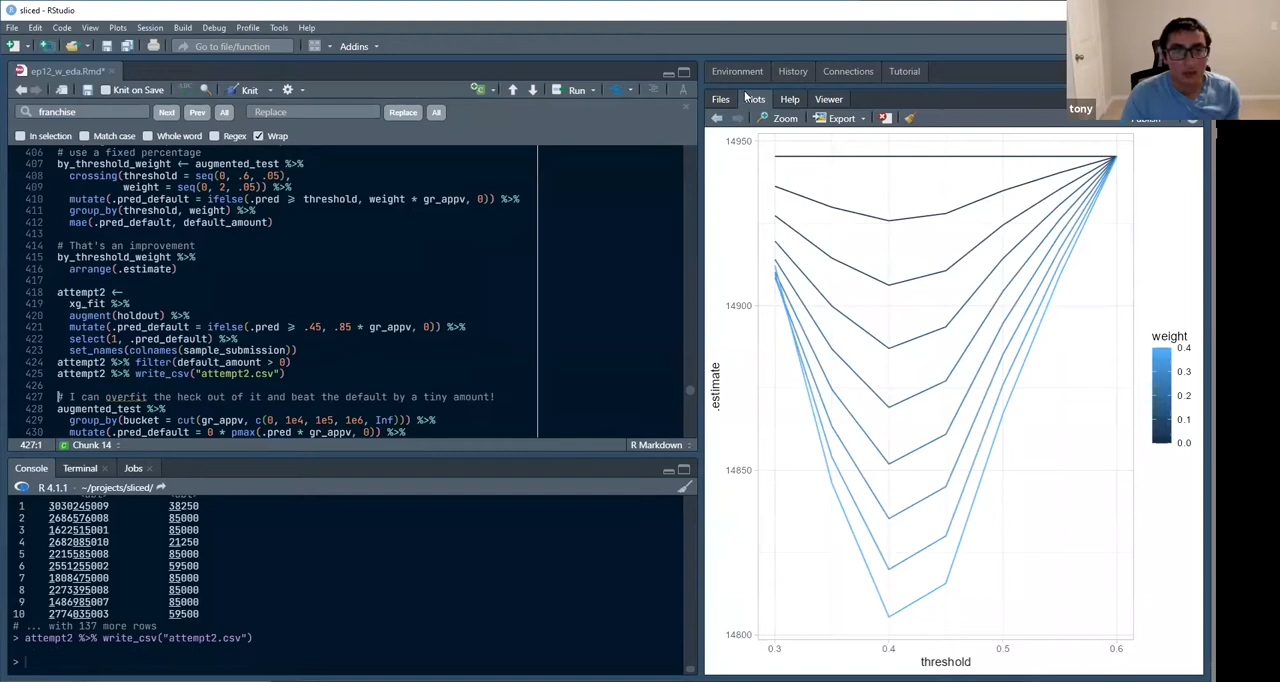 sliced - RStudio
File Edit Code View Plots Session Build Debug Profile Tools Help
Go to file/function Addins
tony
ep12_w_eda.Rmd*
Knit on Save ABC Knit Run
franchise Next Prev All Replace Replace All
In selection Match case Whole word Regex Wrap
406 # use a fixed percentage
407 by_threshold_weight <- augmented_test %>%
408 crossing(threshold = seq(0, .6, .05),
409 weight = seq(0, 2, .05)) %>%
410 mutate(.pred_default = ifelse(.pred >= threshold, weight * gr_appv, 0)) %>%
411 group_by(threshold, weight) %>%
412 mae(.pred_default, default_amount)
413
414 # That's an improvement
415 by_threshold_weight %>%
416 arrange(.estimate)
417
418 attempt2 <-
419 xg_fit %>%
420 augment(holdout) %>%
421 mutate(.pred_default = ifelse(.pred >= .45, .85 * gr_appv, 0)) %>%
422 select(1, .pred_default) %>%
423 set_names(colnames(sample_submission))
424 attempt2 %>% filter(default_amount > 0)
425 attempt2 %>% write_csv("attempt2.csv")
426
427 # I can overfit the heck out of it and beat the default by a tiny amount!
428 augmented_test %>%
429 group_by(bucket = cut(gr_appv, c(0, 1e4, 1e5, 1e6, Inf))) %>%
430 mutate(.pred_default = 0 * pmax(.pred * gr_appv, 0)) %>%
427:1 Chunk 14 R Markdown
Console Terminal Jobs
R 4.1.1 · ~/projects/sliced/
1 3030245009 38250
2 2686576008 85000
3 1622515001 85000
4 2682085010 21250
5 2215585008 85000
6 2551255002 59500
7 1808475000 85000
8 2273395008 85000
9 1486985007 85000
10 2774035003 59500
# ... with 137 more rows
> attempt2 %>% write_csv("attempt2.csv")
>
Environment History Connections Tutorial
Files Plots Help Viewer
Zoom Export
14950
14900
14850
14800
.estimate
0.3 0.4 0.5 0.6
threshold
weight
0.4
0.3
0.2
0.1
0.0